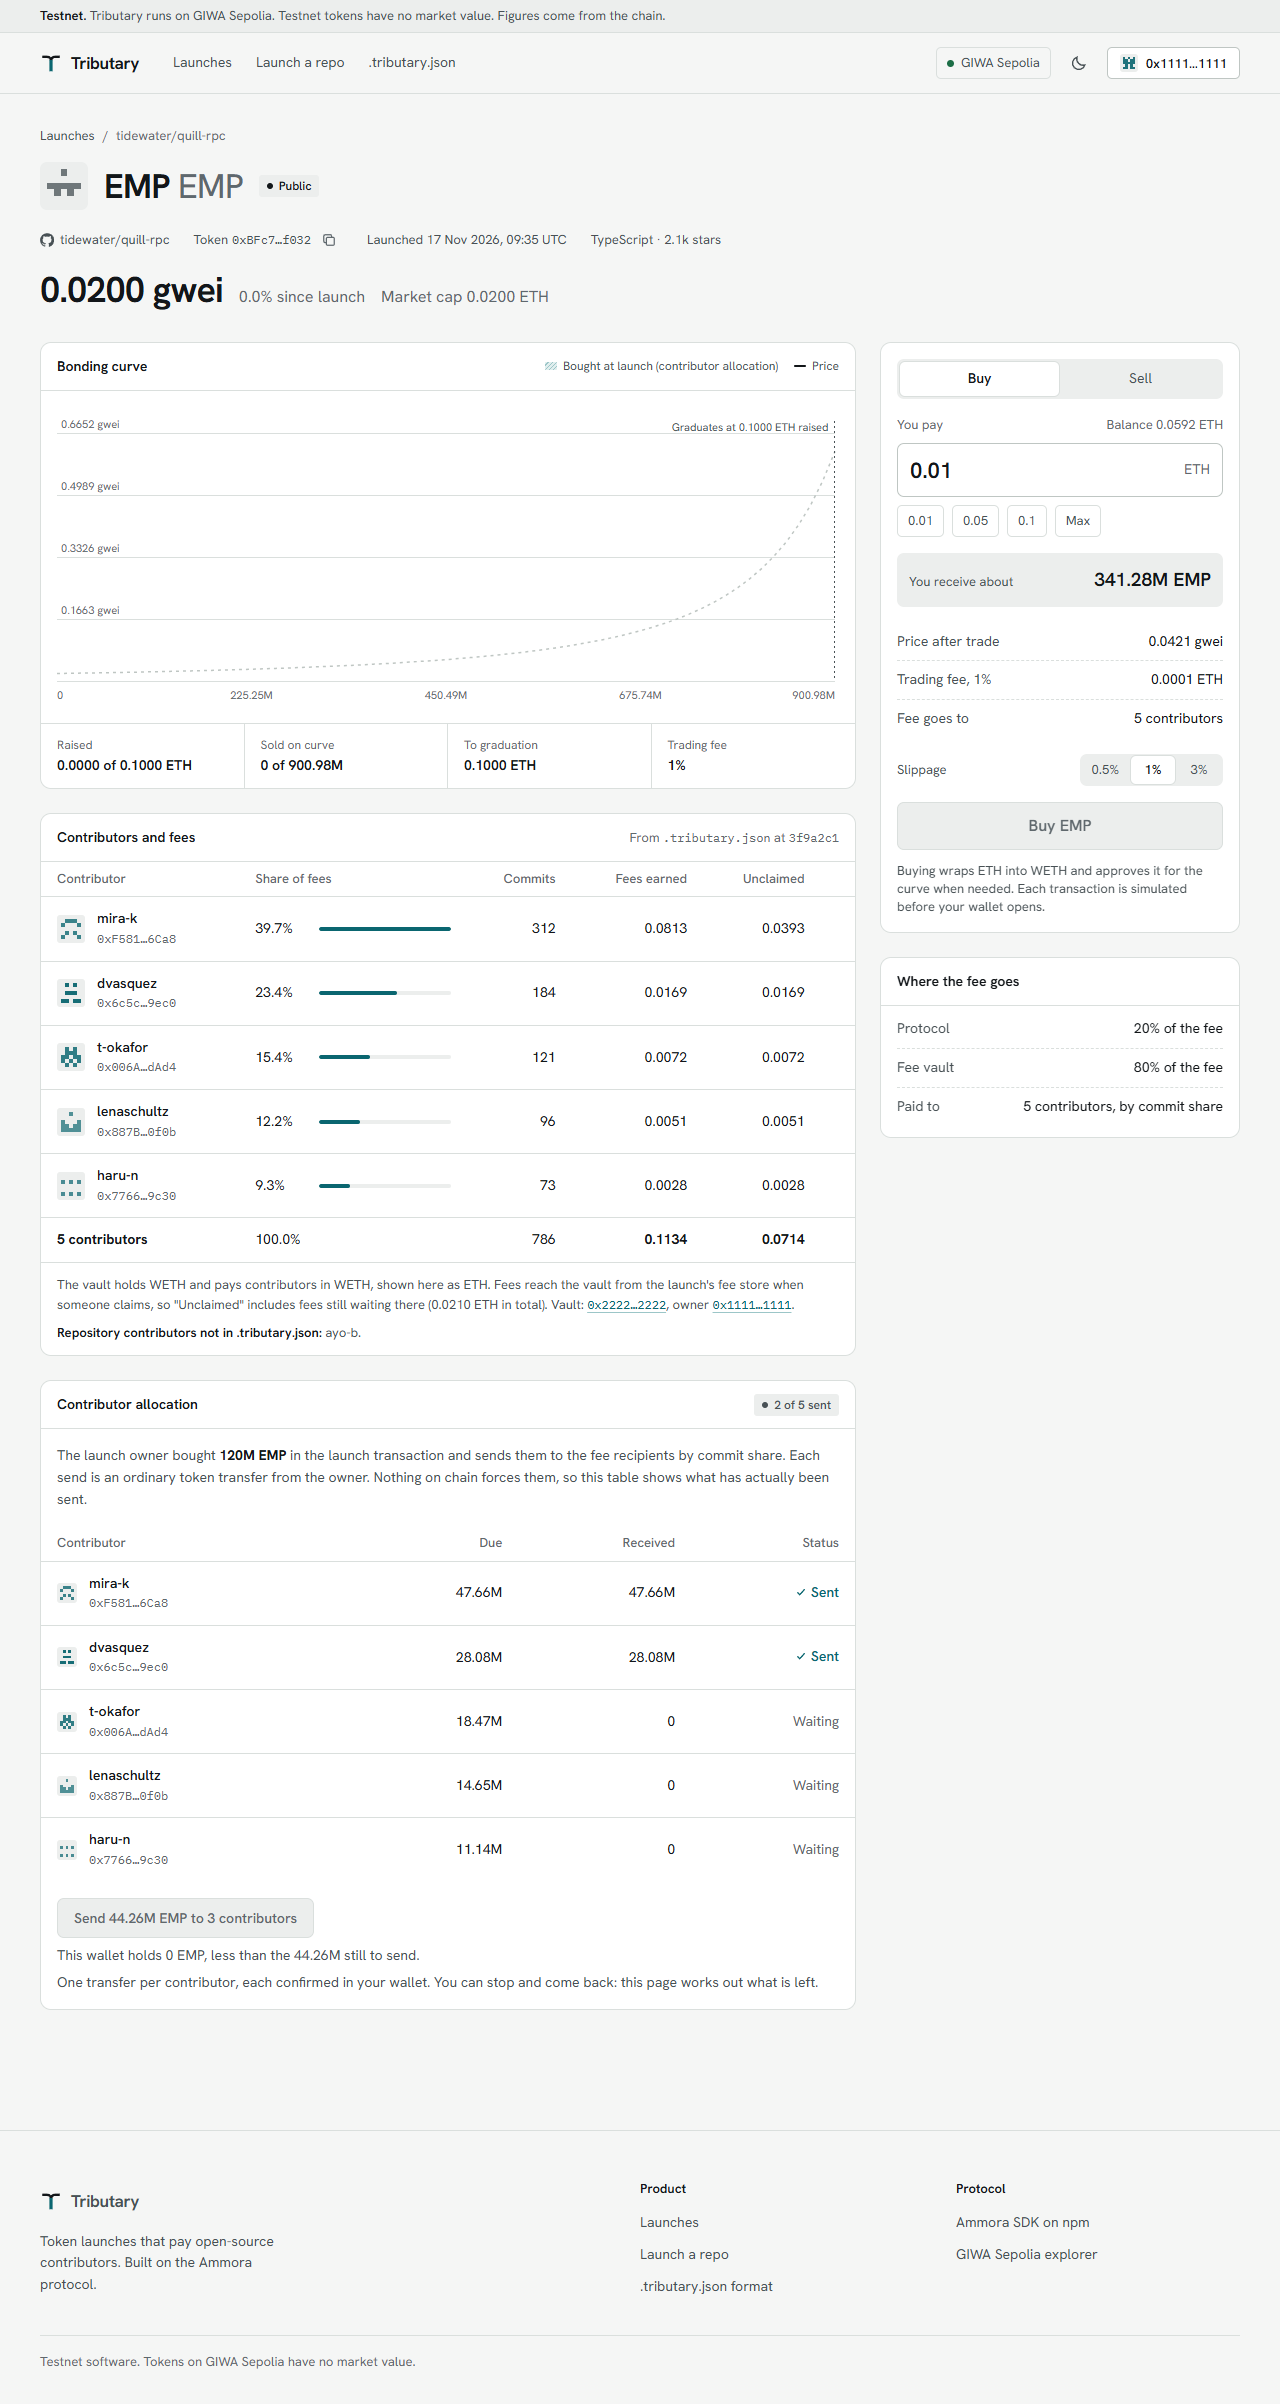 Testnet. Tributary runs on GIWA Sepolia. Testnet tokens have no market value. Figures come from the chain.
Tributary Launches Launch a repo .tributary.json GIWA Sepolia 0x1111…1111
Launches / tidewater/quill-rpc
EMP EMP Public
tidewater/quill-rpc Token 0xBFc7…f032 Launched 17 Nov 2026, 09:35 UTC TypeScript · 2.1k stars
0.0200 gwei 0.0% since launch Market cap 0.0200 ETH
Bonding curve Bought at launch (contributor allocation) Price
0.6652 gwei Graduates at 0.1000 ETH raised
0.4989 gwei
0.3326 gwei
0.1663 gwei
0 225.25M 450.49M 675.74M 900.98M
Raised Sold on curve To graduation Trading fee
0.0000 of 0.1000 ETH 0 of 900.98M 0.1000 ETH 1%
Buy Sell
You pay Balance 0.0592 ETH
0.01 ETH
0.01 0.05 0.1 Max
You receive about 341.28M EMP
Price after trade 0.0421 gwei
Trading fee, 1% 0.0001 ETH
Fee goes to 5 contributors
Slippage 0.5% 1% 3%
Buy EMP
Buying wraps ETH into WETH and approves it for the
curve when needed. Each transaction is simulated
before your wallet opens.
Where the fee goes
Protocol 20% of the fee
Fee vault 80% of the fee
Paid to 5 contributors, by commit share
Contributors and fees From .tributary.json at 3f9a2c1
Contributor Share of fees Commits Fees earned Unclaimed
mira-k
0xF581…6Ca8 39.7% 312 0.0813 0.0393
dvasquez
0x6c5c…9ec0 23.4% 184 0.0169 0.0169
t-okafor
0x006A…dAd4 15.4% 121 0.0072 0.0072
lenaschultz
0x887B…0f0b 12.2% 96 0.0051 0.0051
haru-n
0x7766…9c30 9.3% 73 0.0028 0.0028
5 contributors 100.0% 786 0.1134 0.0714
The vault holds WETH and pays contributors in WETH, shown here as ETH. Fees reach the vault from the launch's fee store when
someone claims, so "Unclaimed" includes fees still waiting there (0.0210 ETH in total). Vault: 0x2222…2222, owner 0x1111…1111.
Repository contributors not in .tributary.json: ayo-b.
Contributor allocation 2 of 5 sent
The launch owner bought 120M EMP in the launch transaction and sends them to the fee recipients by commit share. Each
send is an ordinary token transfer from the owner. Nothing on chain forces them, so this table shows what has actually been
sent.
Contributor Due Received Status
mira-k
0xF581…6Ca8 47.66M 47.66M Sent
dvasquez
0x6c5c…9ec0 28.08M 28.08M Sent
t-okafor
0x006A…dAd4 18.47M 0 Waiting
lenaschultz
0x887B…0f0b 14.65M 0 Waiting
haru-n
0x7766…9c30 11.14M 0 Waiting
Send 44.26M EMP to 3 contributors
This wallet holds 0 EMP, less than the 44.26M still to send.
One transfer per contributor, each confirmed in your wallet. You can stop and come back: this page works out what is left.
Tributary
Token launches that pay open-source
contributors. Built on the Ammora
protocol.
Product
Launches
Launch a repo
.tributary.json format
Protocol
Ammora SDK on npm
GIWA Sepolia explorer
Testnet software. Tokens on GIWA Sepolia have no market value.